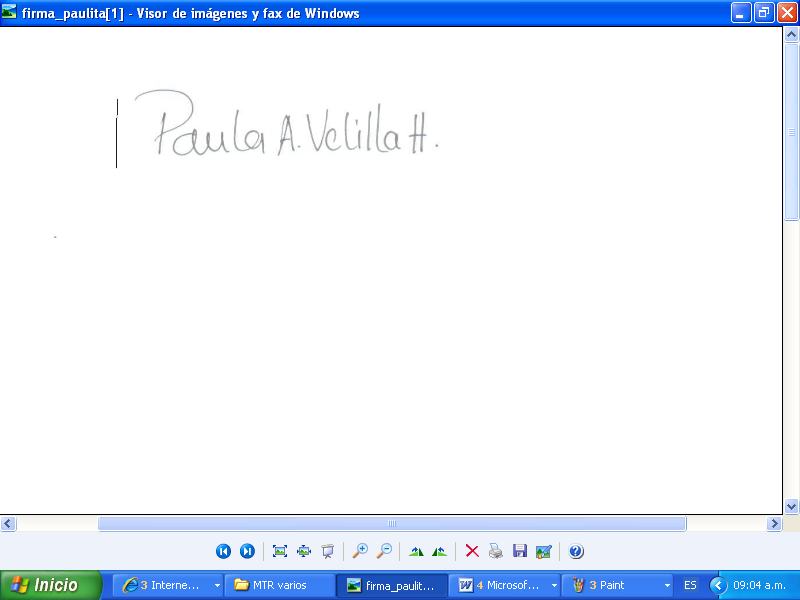 firma_paulita[1] - Visor de imágenes y fax de Windows
Paula A. Velilla H.
Inicio
3 Interne...
MTR varios
firma_paulit...
4 Microsof...
3 Paint
ES
09:04 a.m.